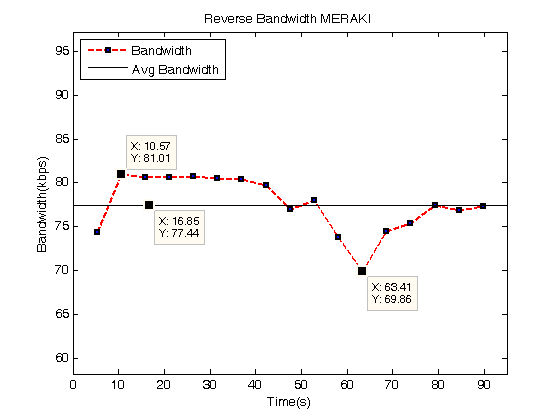 Reverse Bandwidth MERAKI
Bandwidth
Avg Bandwidth
X: 10.57
Y: 81.01
X: 16.85
Y: 77.44
X: 63.41
Y: 69.86
Bandwidth(kbps)
95
90
85
80
75
70
65
60
0 10 20 30 40 50 60 70 80 90
Time(s)